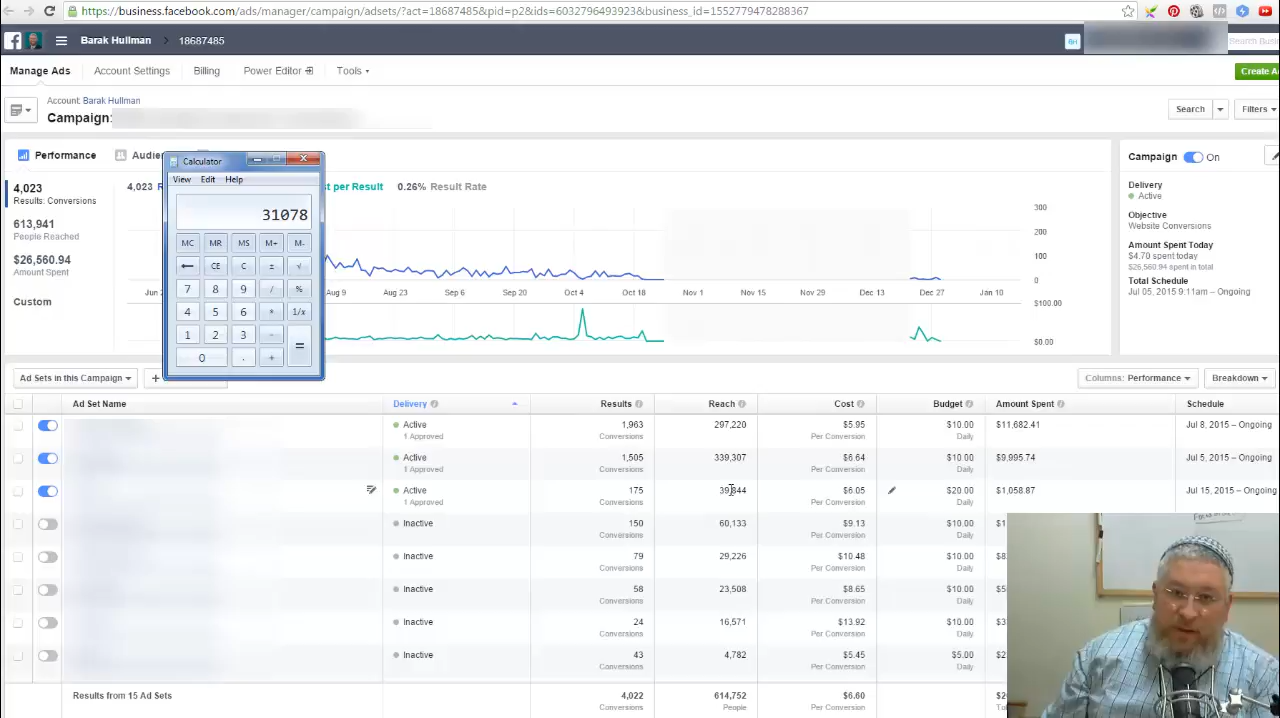 https://business.facebook.com/ads/manager/campaign/adsets/?act=18687485&pid=p2&ids=6032796493923&business_id=1552779478288367
Barak Hullman 18687485
BH
Search Busi
Manage Ads Account Settings Billing Power Editor Tools
Create A
Account: Barak Hullman
Campaign:
Search Filters
Performance Audie
Campaign On
4,023
Results: Conversions
613,941
People Reached
$26,560.94
Amount Spent
Custom
4,023 R
t per Result 0.26% Result Rate
300
200
100
0
Jun Aug 9 Aug 23 Sep 6 Sep 20 Oct 4 Oct 18 Nov 1 Nov 15 Nov 29 Dec 13 Dec 27 Jan 10
$100.00
$0.00
Delivery
Active
Objective
Website Conversions
Amount Spent Today
$4.70 spent today
$26,560.94 spent in total
Total Schedule
Jul 05, 2015 9:11am – Ongoing
Calculator
View Edit Help
31078
MC MR MS M+ M-
← CE C ± √
7 8 9 / %
4 5 6 * 1/x
1 2 3 - =
0 . +
Ad Sets in this Campaign +
Columns: Performance Breakdown
Ad Set Name Delivery Results Reach Cost Budget Amount Spent Schedule
Active 1,963 297,220 $5.95 $10.00 $11,682.41 Jul 8, 2015 – Ongoing
1 Approved Conversions Per Conversion Daily
Active 1,505 339,307 $6.64 $10.00 $9,995.74 Jul 5, 2015 – Ongoing
1 Approved Conversions Per Conversion Daily
Active 175 $6.05 $20.00 $1,058.87 Jul 15, 2015 – Ongoing
1 Approved Conversions Per Conversion Daily
Inactive 150 60,133 $9.13 $10.00
Conversions Per Conversion Daily
Inactive 79 29,226 $10.48 $10.00
Conversions Per Conversion Daily
Inactive 58 23,508 $8.65 $10.00
Conversions Per Conversion Daily
Inactive 24 16,571 $13.92 $10.00
Conversions Per Conversion Daily
Inactive 43 4,782 $5.45 $5.00
Conversions Per Conversion Daily
Results from 15 Ad Sets 4,022 614,752 $6.60
Conversions People Per Conversion